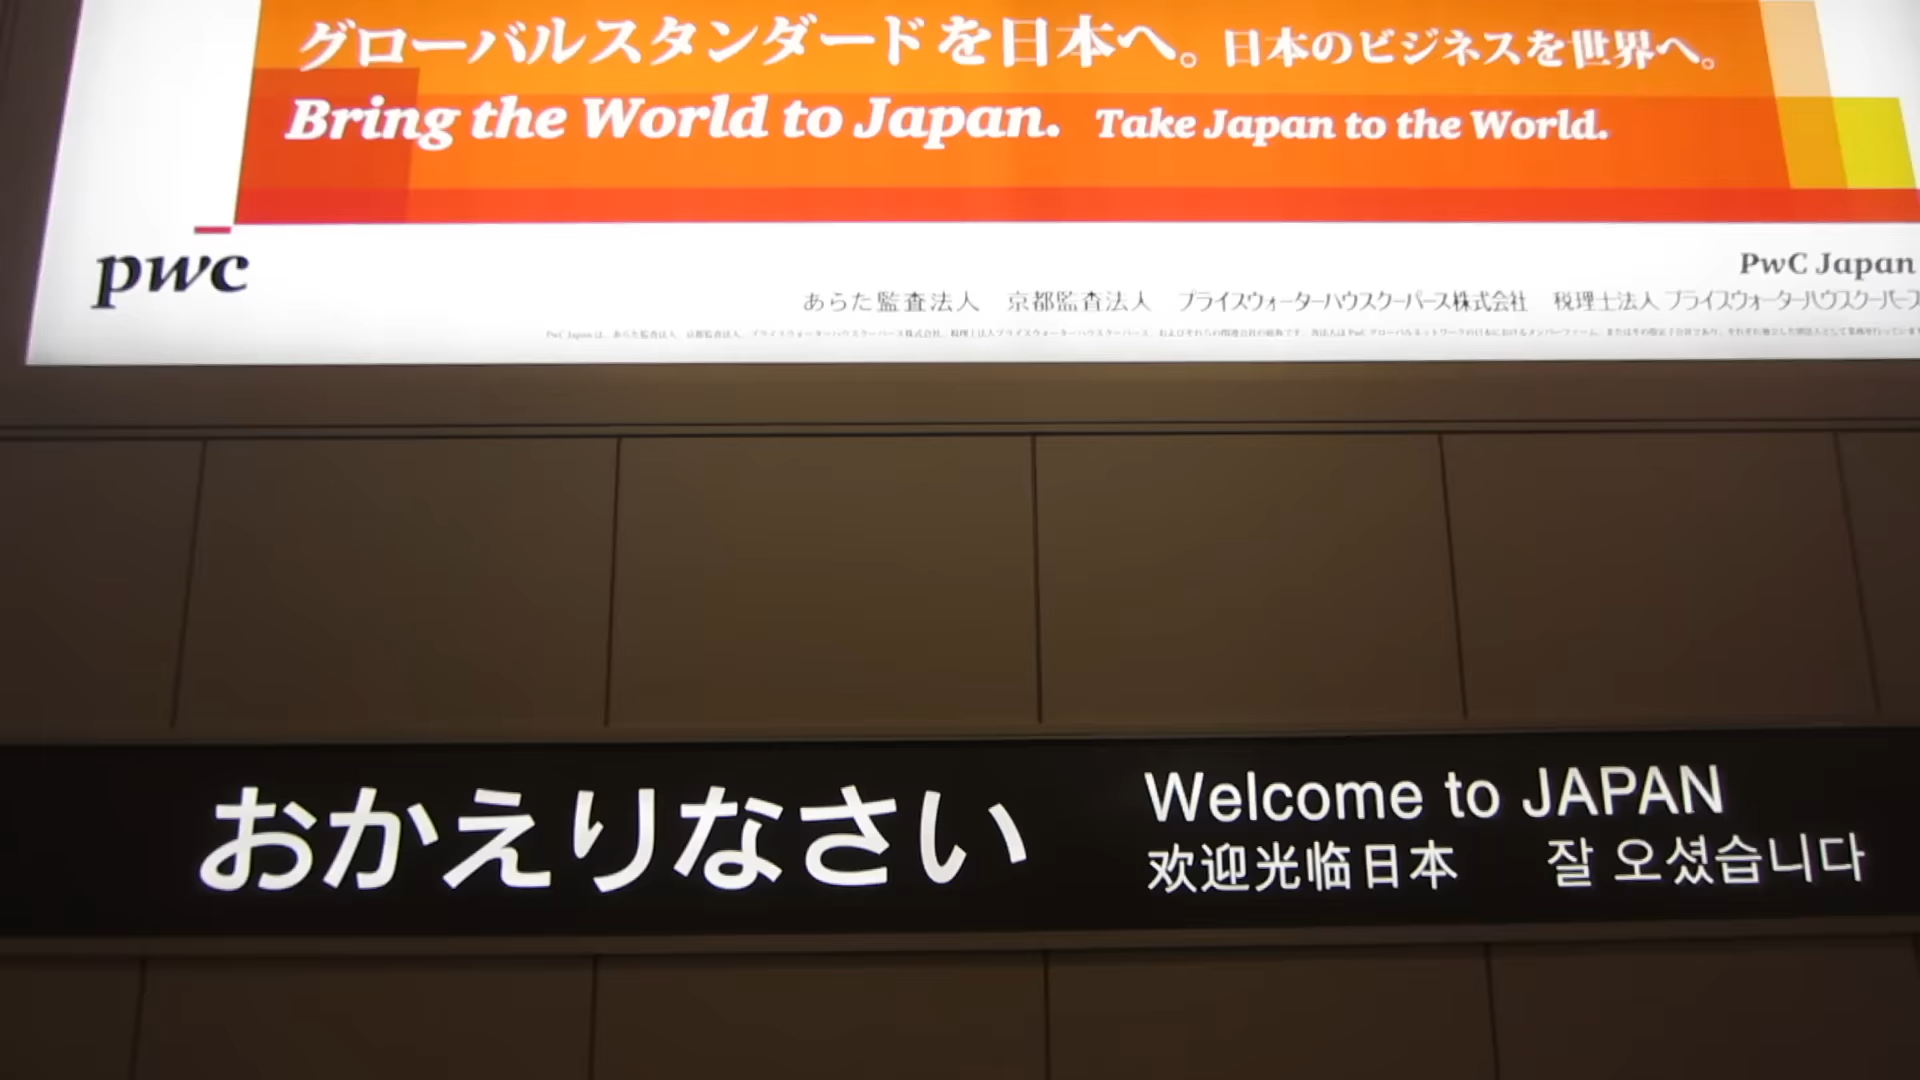 グローバルスタンダードを日本へ。 日本のビジネスを世界へ。
Bring the World to Japan. Take Japan to the World.
pwc
PwC Japan
あらた監査法人 京都監査法人 プライスウォーターハウスクーパース株式会社 税理士法人プライスウォーターハウスクーパース
おかえりなさい
Welcome to JAPAN
欢迎光临日本 잘 오셨습니다